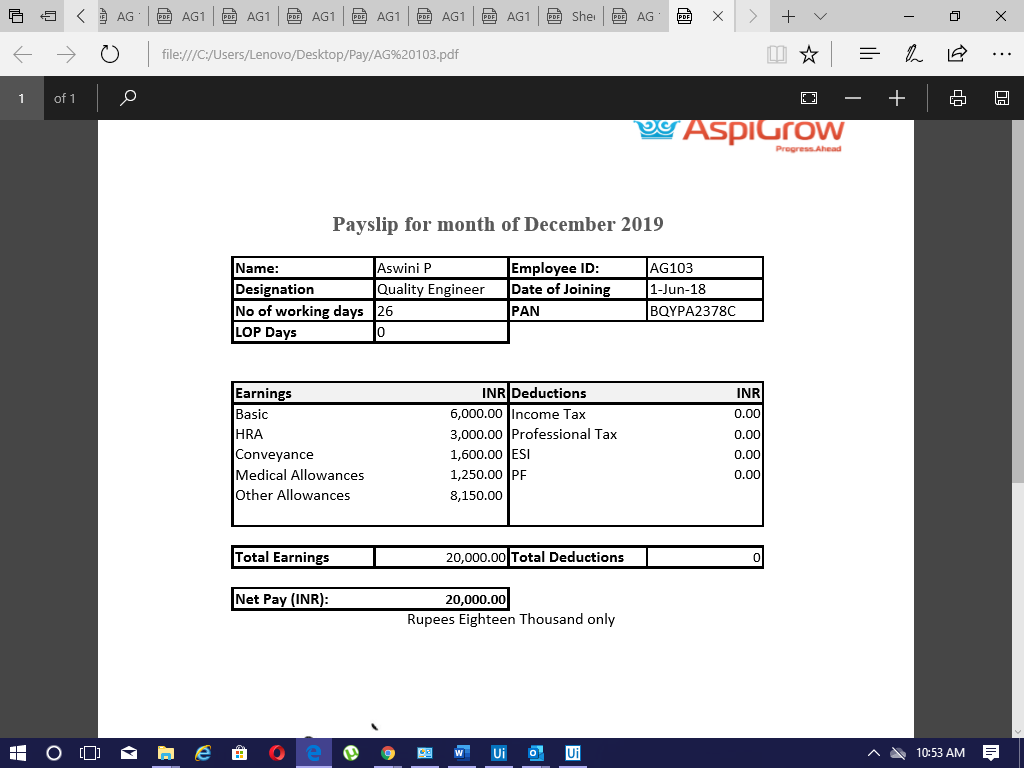 AG AG1 AG1 AG1 AG1 AG1 AG1 She AG
file:///C:/Users/Lenovo/Desktop/Pay/AG%20103.pdf
1 of 1
AspiGrow
Progress.Ahead
Payslip for month of December 2019
Name: Aswini P Employee ID: AG103
Designation Quality Engineer Date of Joining 1-Jun-18
No of working days 26 PAN BQYPA2378C
LOP Days 0
Earnings INR Deductions INR
Basic 6,000.00 Income Tax 0.00
HRA 3,000.00 Professional Tax 0.00
Conveyance 1,600.00 ESI 0.00
Medical Allowances 1,250.00 PF 0.00
Other Allowances 8,150.00
Total Earnings 20,000.00 Total Deductions 0
Net Pay (INR): 20,000.00
Rupees Eighteen Thousand only
10:53 AM